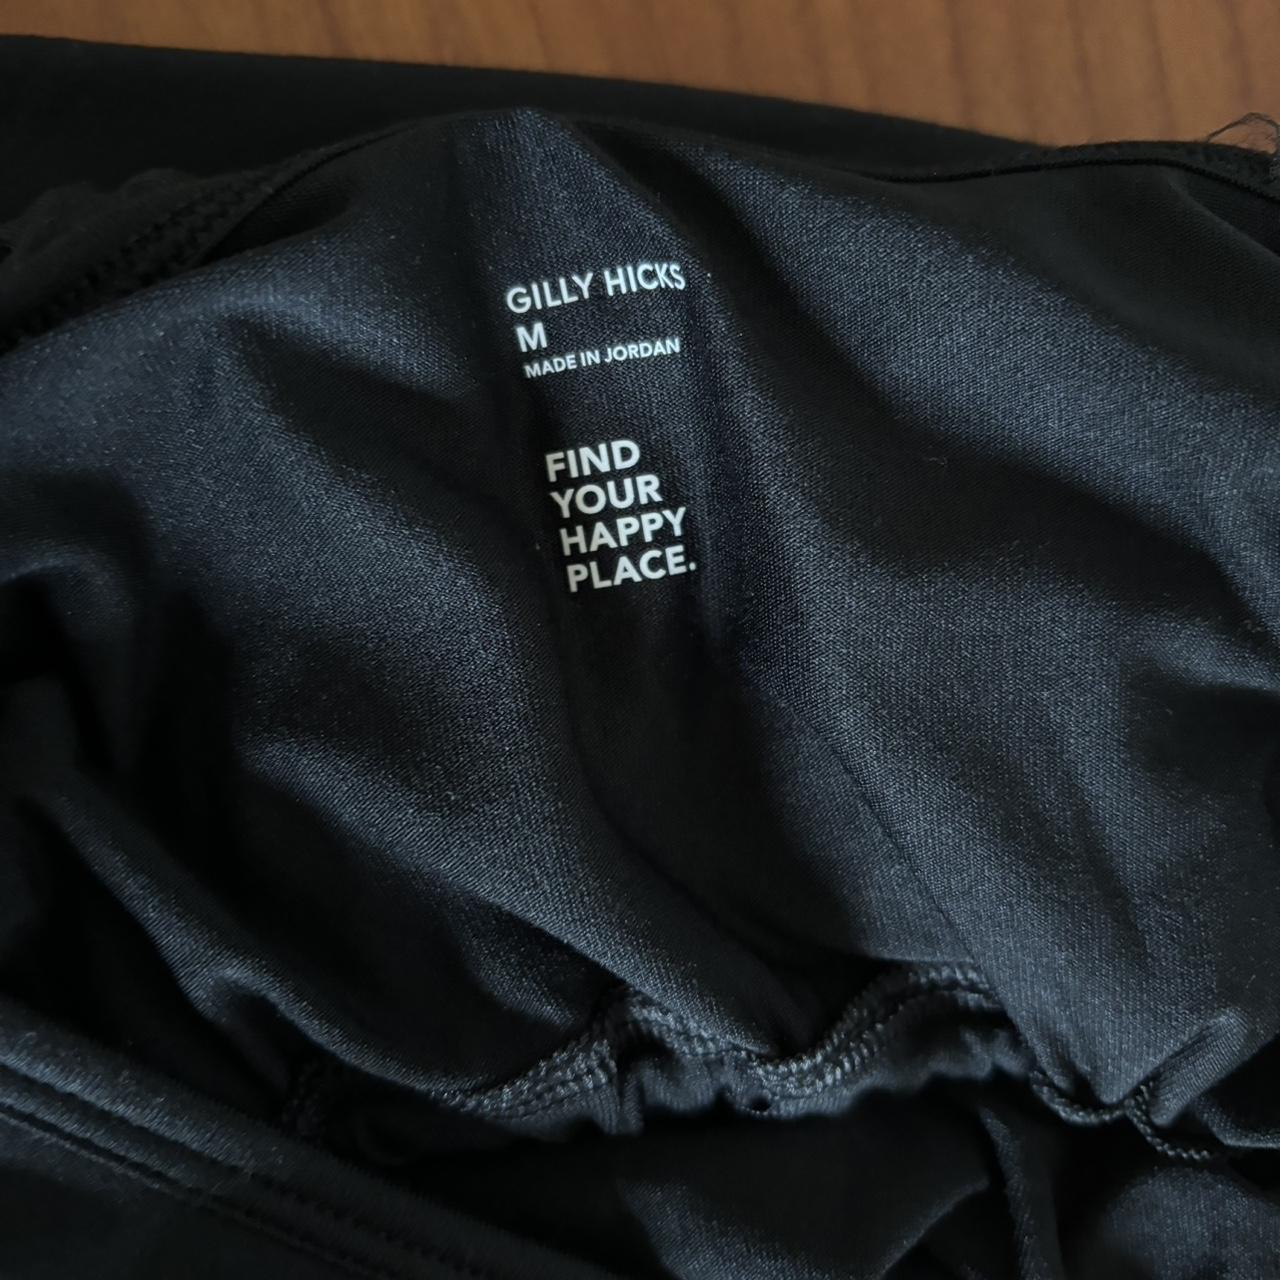 GILLY HICKS
M
MADE IN JORDAN
FIND
YOUR
HAPPY
PLACE.